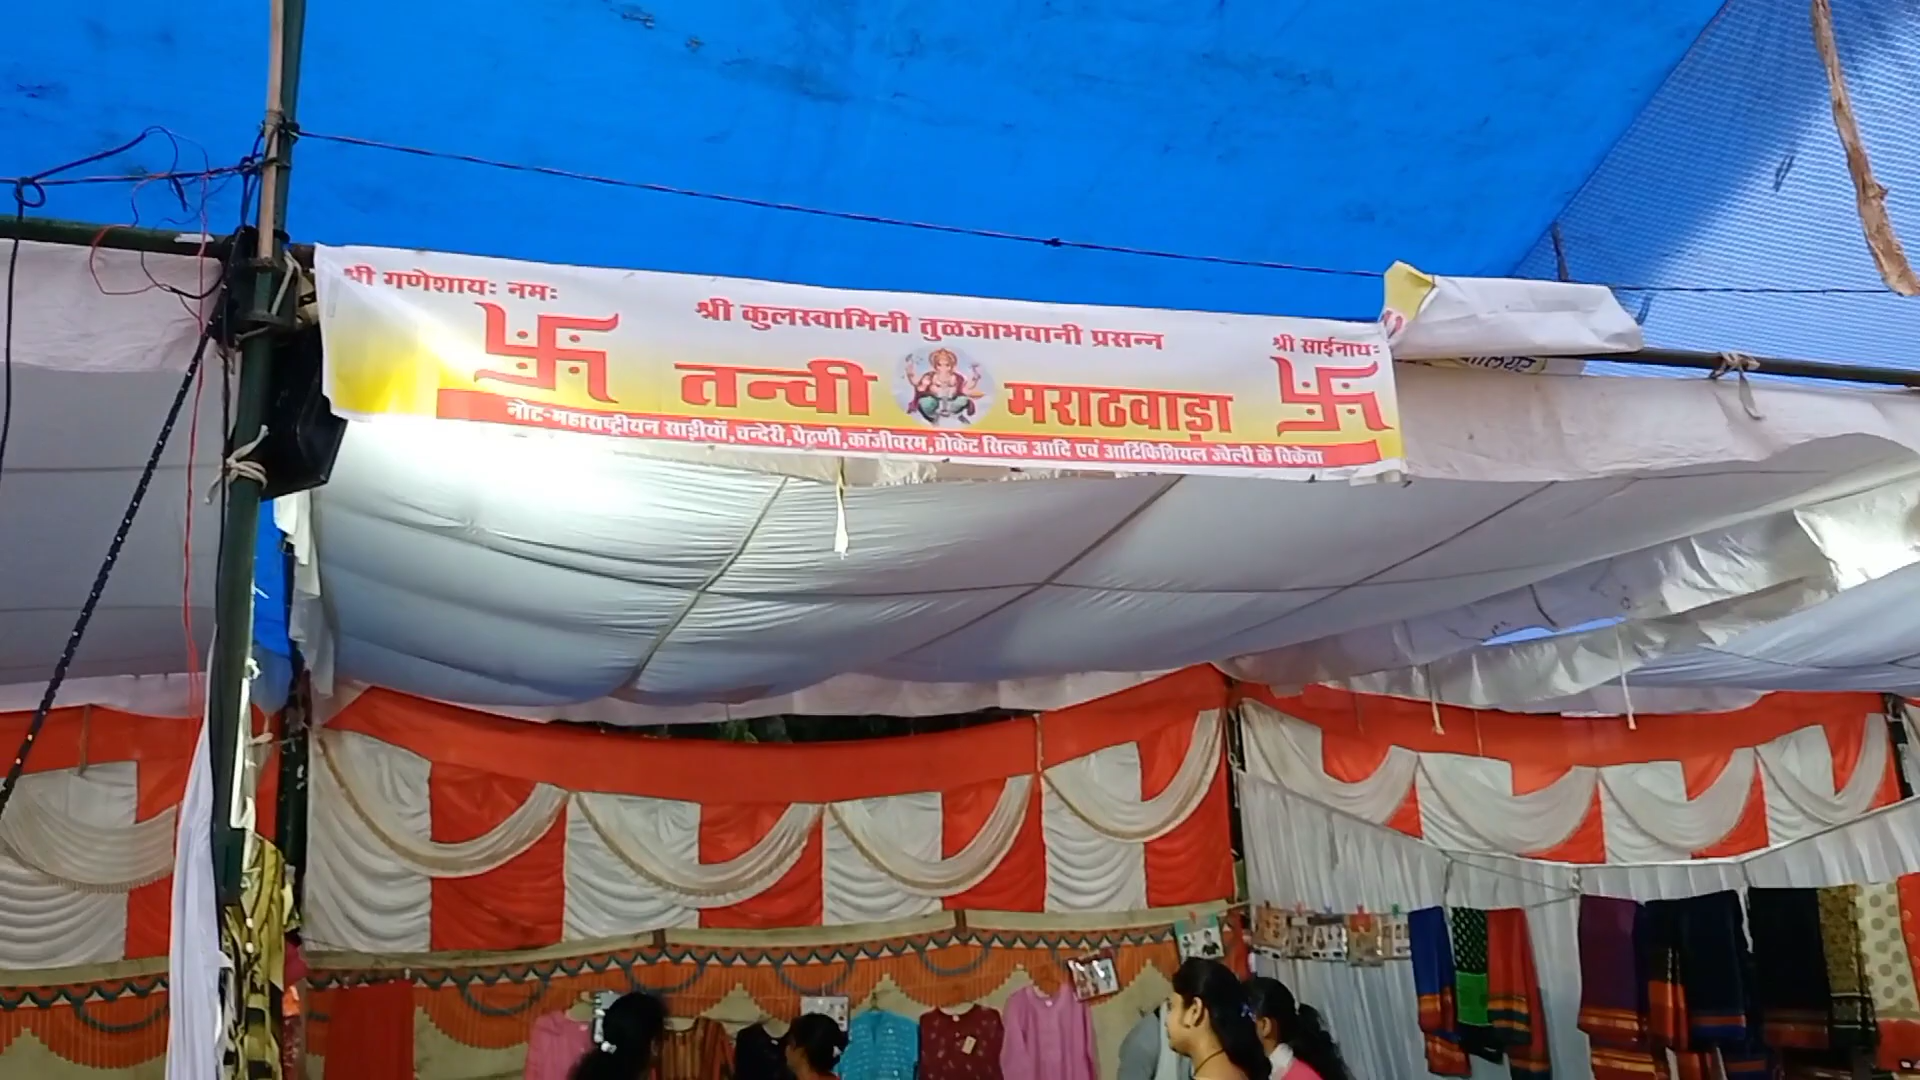 श्री गणेशायः नमः
श्री कुलस्वामिनी तुळजाभवानी प्रसन्न
श्री साईनाथः
तन्वी मराठवाडा
नोट-महाराष्ट्रीयन साड़ीयाँ, चन्देरी, पैठणी, कांजीवरम, ब्रोकेट सिल्क आदि एवं आर्टिफिशियल ज्वेलरी के विक्रेता